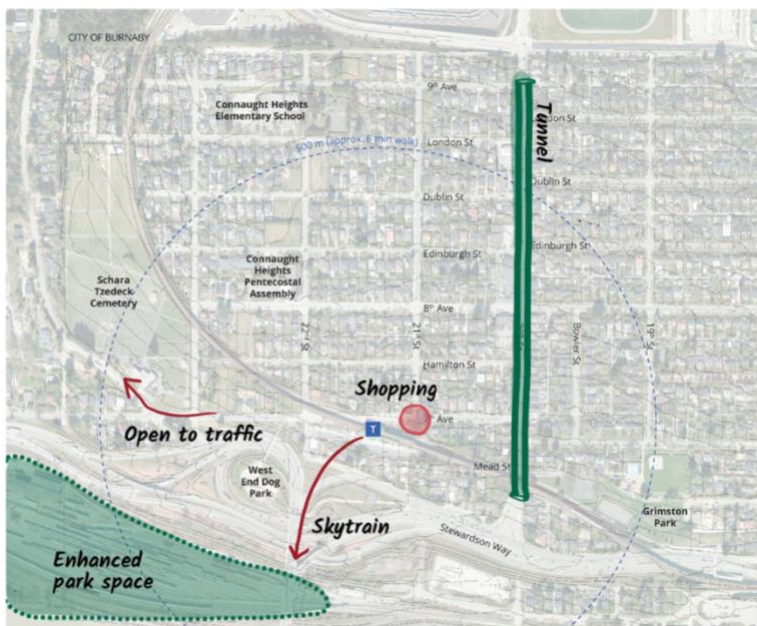 CITY OF BURNABY
9th Ave
Connaught Heights
Elementary School
Tunnel
don St
500 m (approx. 6 min walk)
London St
Dublin St
Dublin St
Edinburgh St
Edinburgh St
Connaught
Heights
Pentecostal
Assembly
Schara
Tzedeck
Cemetery
8th Ave
22nd St
21st St
Bowler St
19th St
Hamilton St
Shopping
Ave
T
Open to traffic
Mead St
West
End Dog
Park
Grimston
Park
Skytrain
Stewardson Way
Enhanced
park space